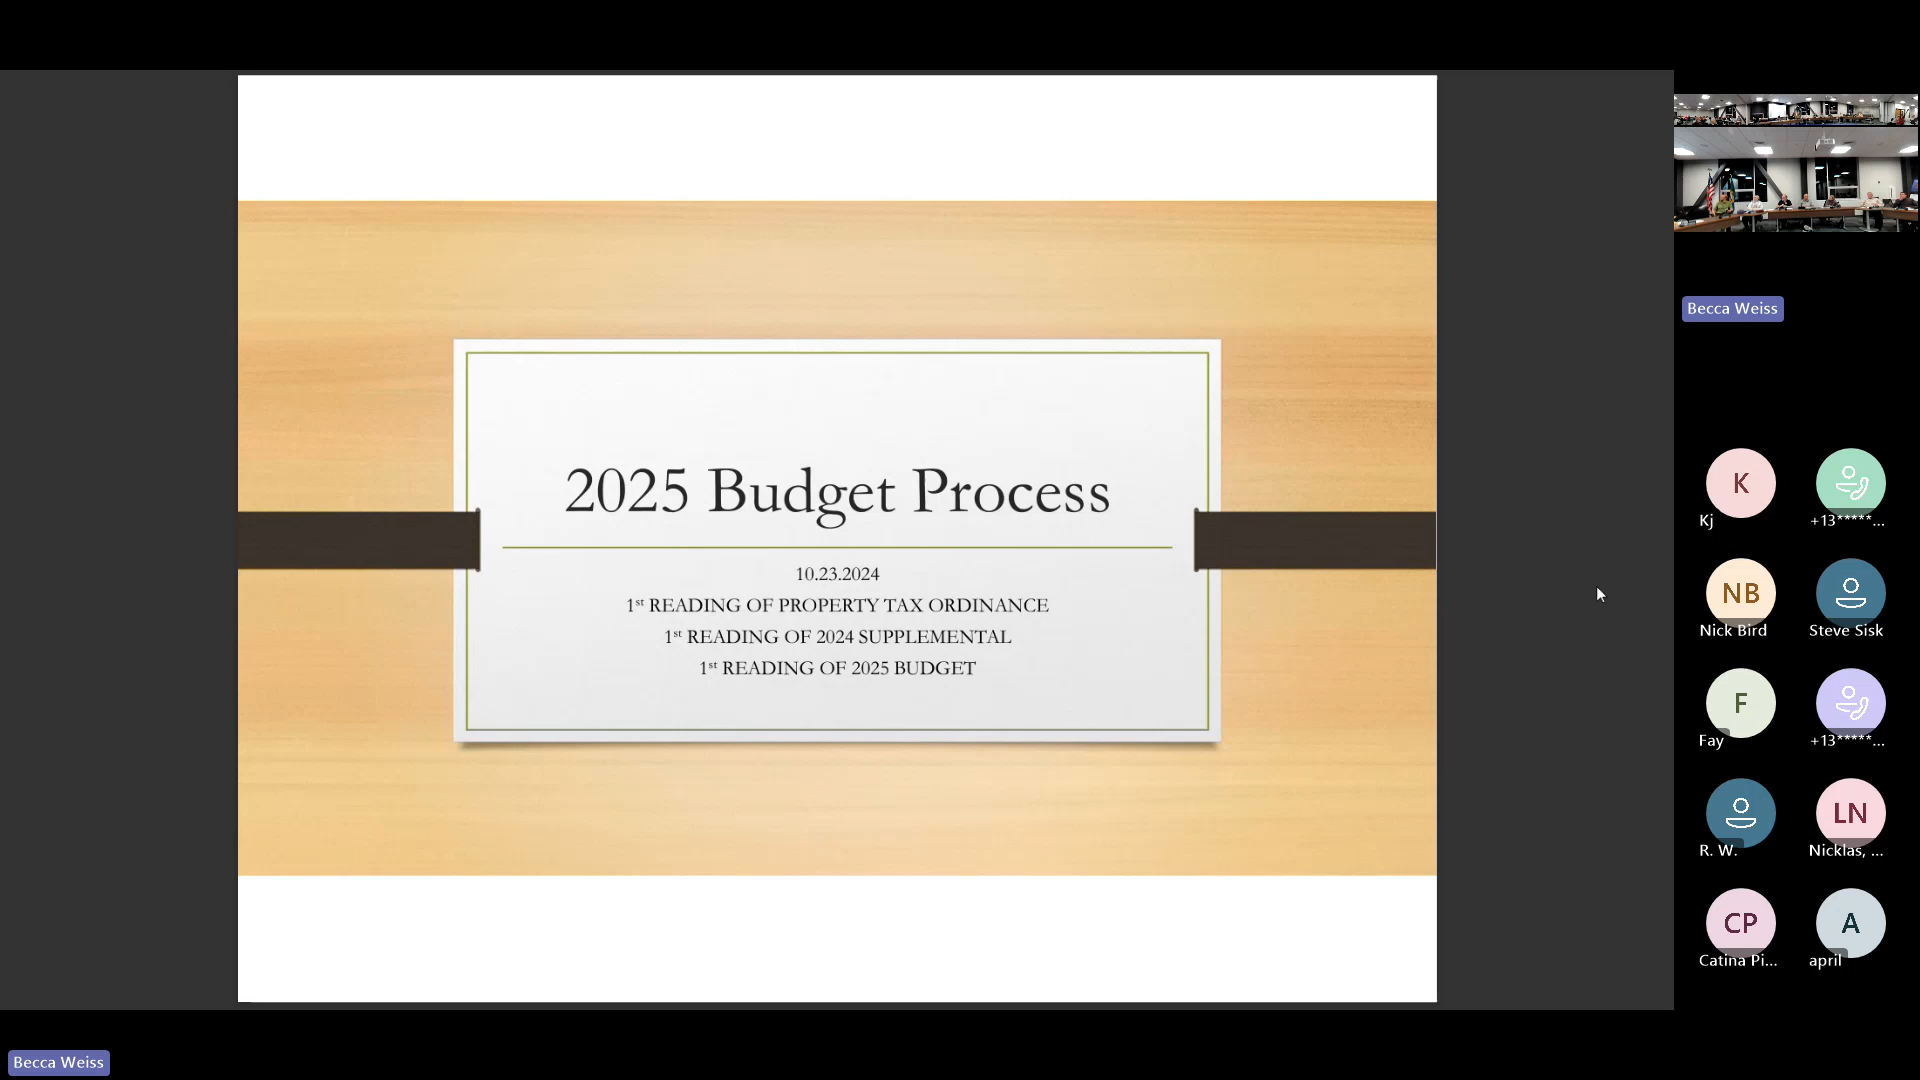 2025 Budget Process
10.23.2024
1st READING OF PROPERTY TAX ORDINANCE
1st READING OF 2024 SUPPLEMENTAL
1st READING OF 2025 BUDGET
Becca Weiss
K
Kj
+13*****...
NB
Nick Bird
Steve Sisk
F
Fay
+13*****...
R. W.
LN
Nicklas, ...
CP
Catina Pi...
A
april
Becca Weiss